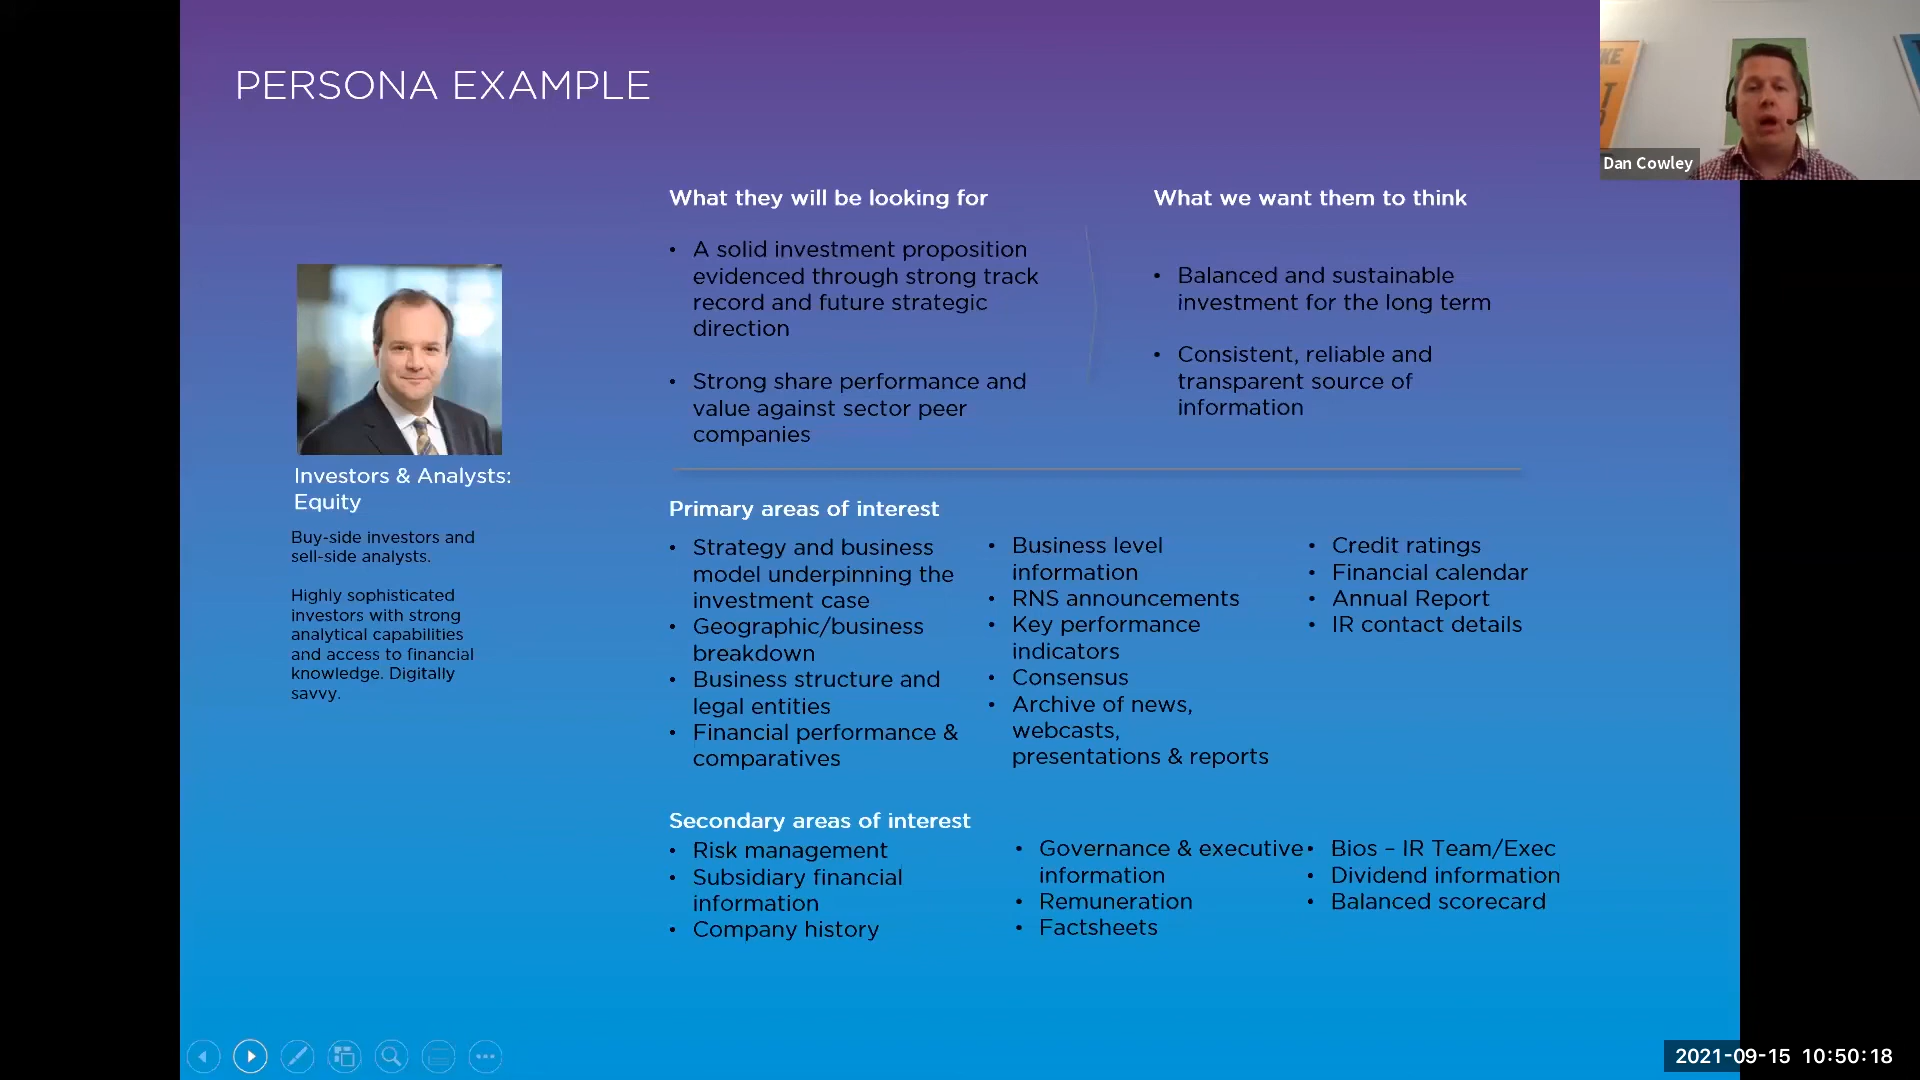 PERSONA EXAMPLE
Dan Cowley
What they will be looking for
• A solid investment proposition
evidenced through strong track
record and future strategic
direction
• Strong share performance and
value against sector peer
companies
What we want them to think
• Balanced and sustainable
investment for the long term
• Consistent, reliable and
transparent source of
information
Investors & Analysts:
Equity
Buy-side investors and
sell-side analysts.
Highly sophisticated
investors with strong
analytical capabilities
and access to financial
knowledge. Digitally
savvy.
Primary areas of interest
• Strategy and business
model underpinning the
investment case
• Geographic/business
breakdown
• Business structure and
legal entities
• Financial performance &
comparatives
• Business level
information
• RNS announcements
• Key performance
indicators
• Consensus
• Archive of news,
webcasts,
presentations & reports
• Credit ratings
• Financial calendar
• Annual Report
• IR contact details
Secondary areas of interest
• Risk management
• Subsidiary financial
information
• Company history
• Governance & executive
information
• Remuneration
• Factsheets
• Bios – IR Team/Exec
• Dividend information
• Balanced scorecard
2021-09-15 10:50:18